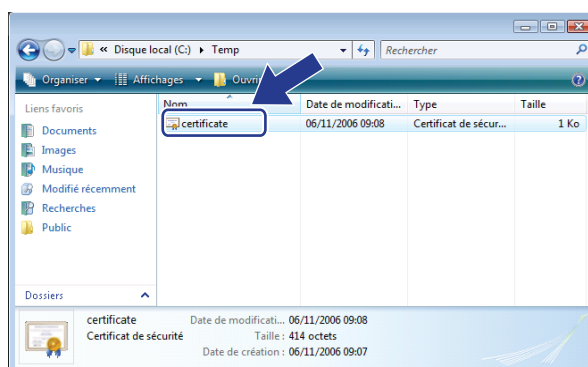 « Disque local (C:) ▸ Temp
Rechercher
Organiser
Affichages
Liens favoris
Documents
Images
Musique
Modifié récemment
Recherches
Public
Dossiers
Nom
Date de modificati...
Type
Taille
certificate
06/11/2006 09:08
Certificat de sécur...
1 Ko
certificate
Date de modificati... 06/11/2006 09:08
Certificat de sécurité
Taille : 414 octets
Date de création : 06/11/2006 09:07